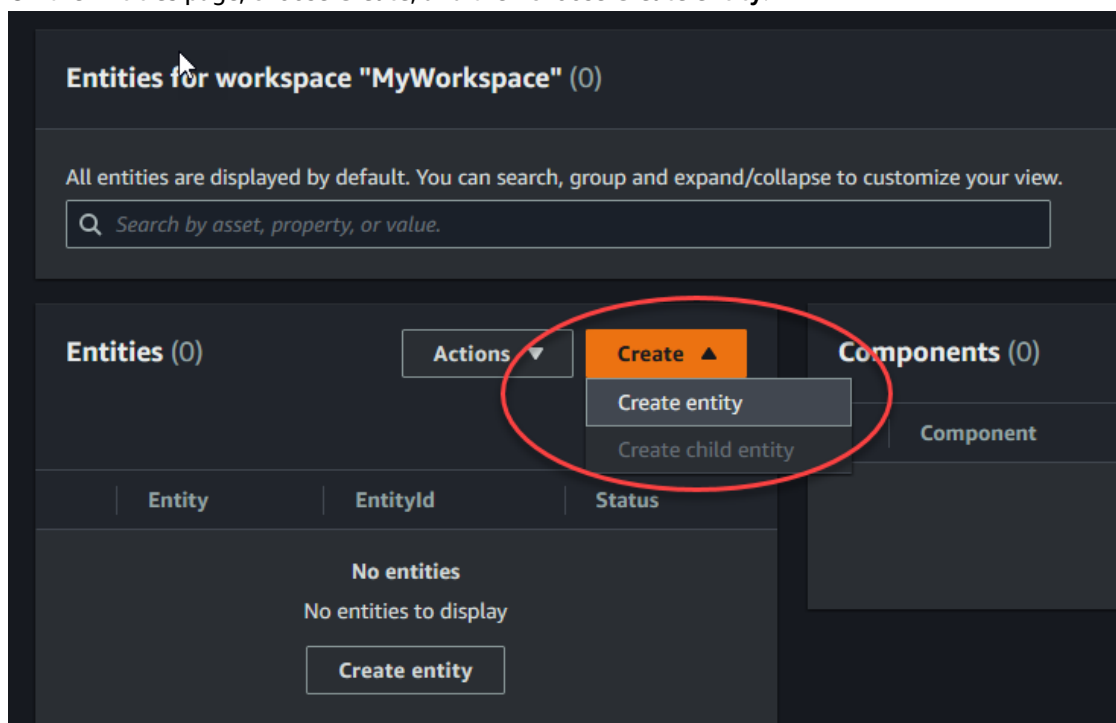 Entities for workspace "MyWorkspace" (0)
All entities are displayed by default. You can search, group and expand/collapse to customize your view.
Search by asset, property, or value.
Entities (0)
Actions ▼
Create ▲
Create entity
Create child entity
Entity
EntityId
Status
No entities
No entities to display
Create entity
Components (0)
Component